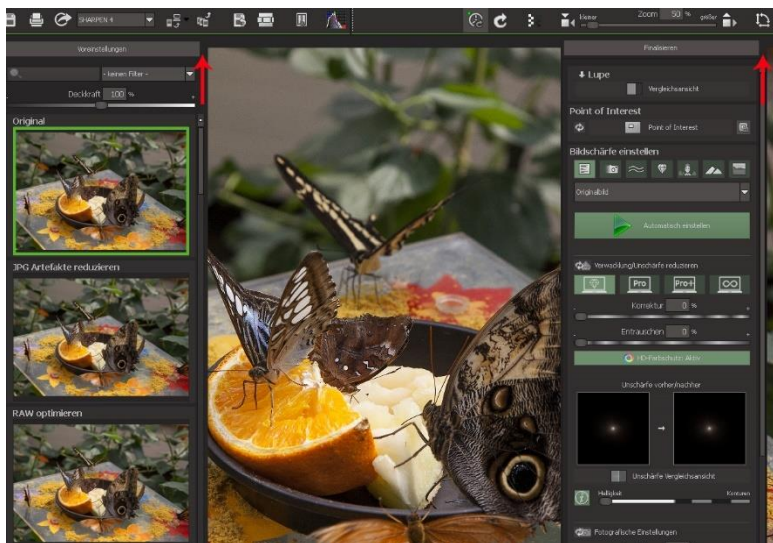 SHARPEN 4
kleiner Zoom 50 % größer
Voreinstellungen
- keinen Filter -
Deckkraft 100 %
Original
JPG Artefakte reduzieren
RAW optimieren
Finalisieren
Lupe
Vergleichsansicht
Point of Interest
Point of Interest
Bildschärfe einstellen
Originalbild
Automatisch einstellen
Verwacklung/Unschärfe reduzieren
Pro Pro+
Korrektur 0 %
Entrauschen 0 %
HD-Farbschutz: Aktiv
Unschärfe vorher/nachher
Unschärfe Vergleichsansicht
Helligkeit Konturen
Fotografische Einstellungen